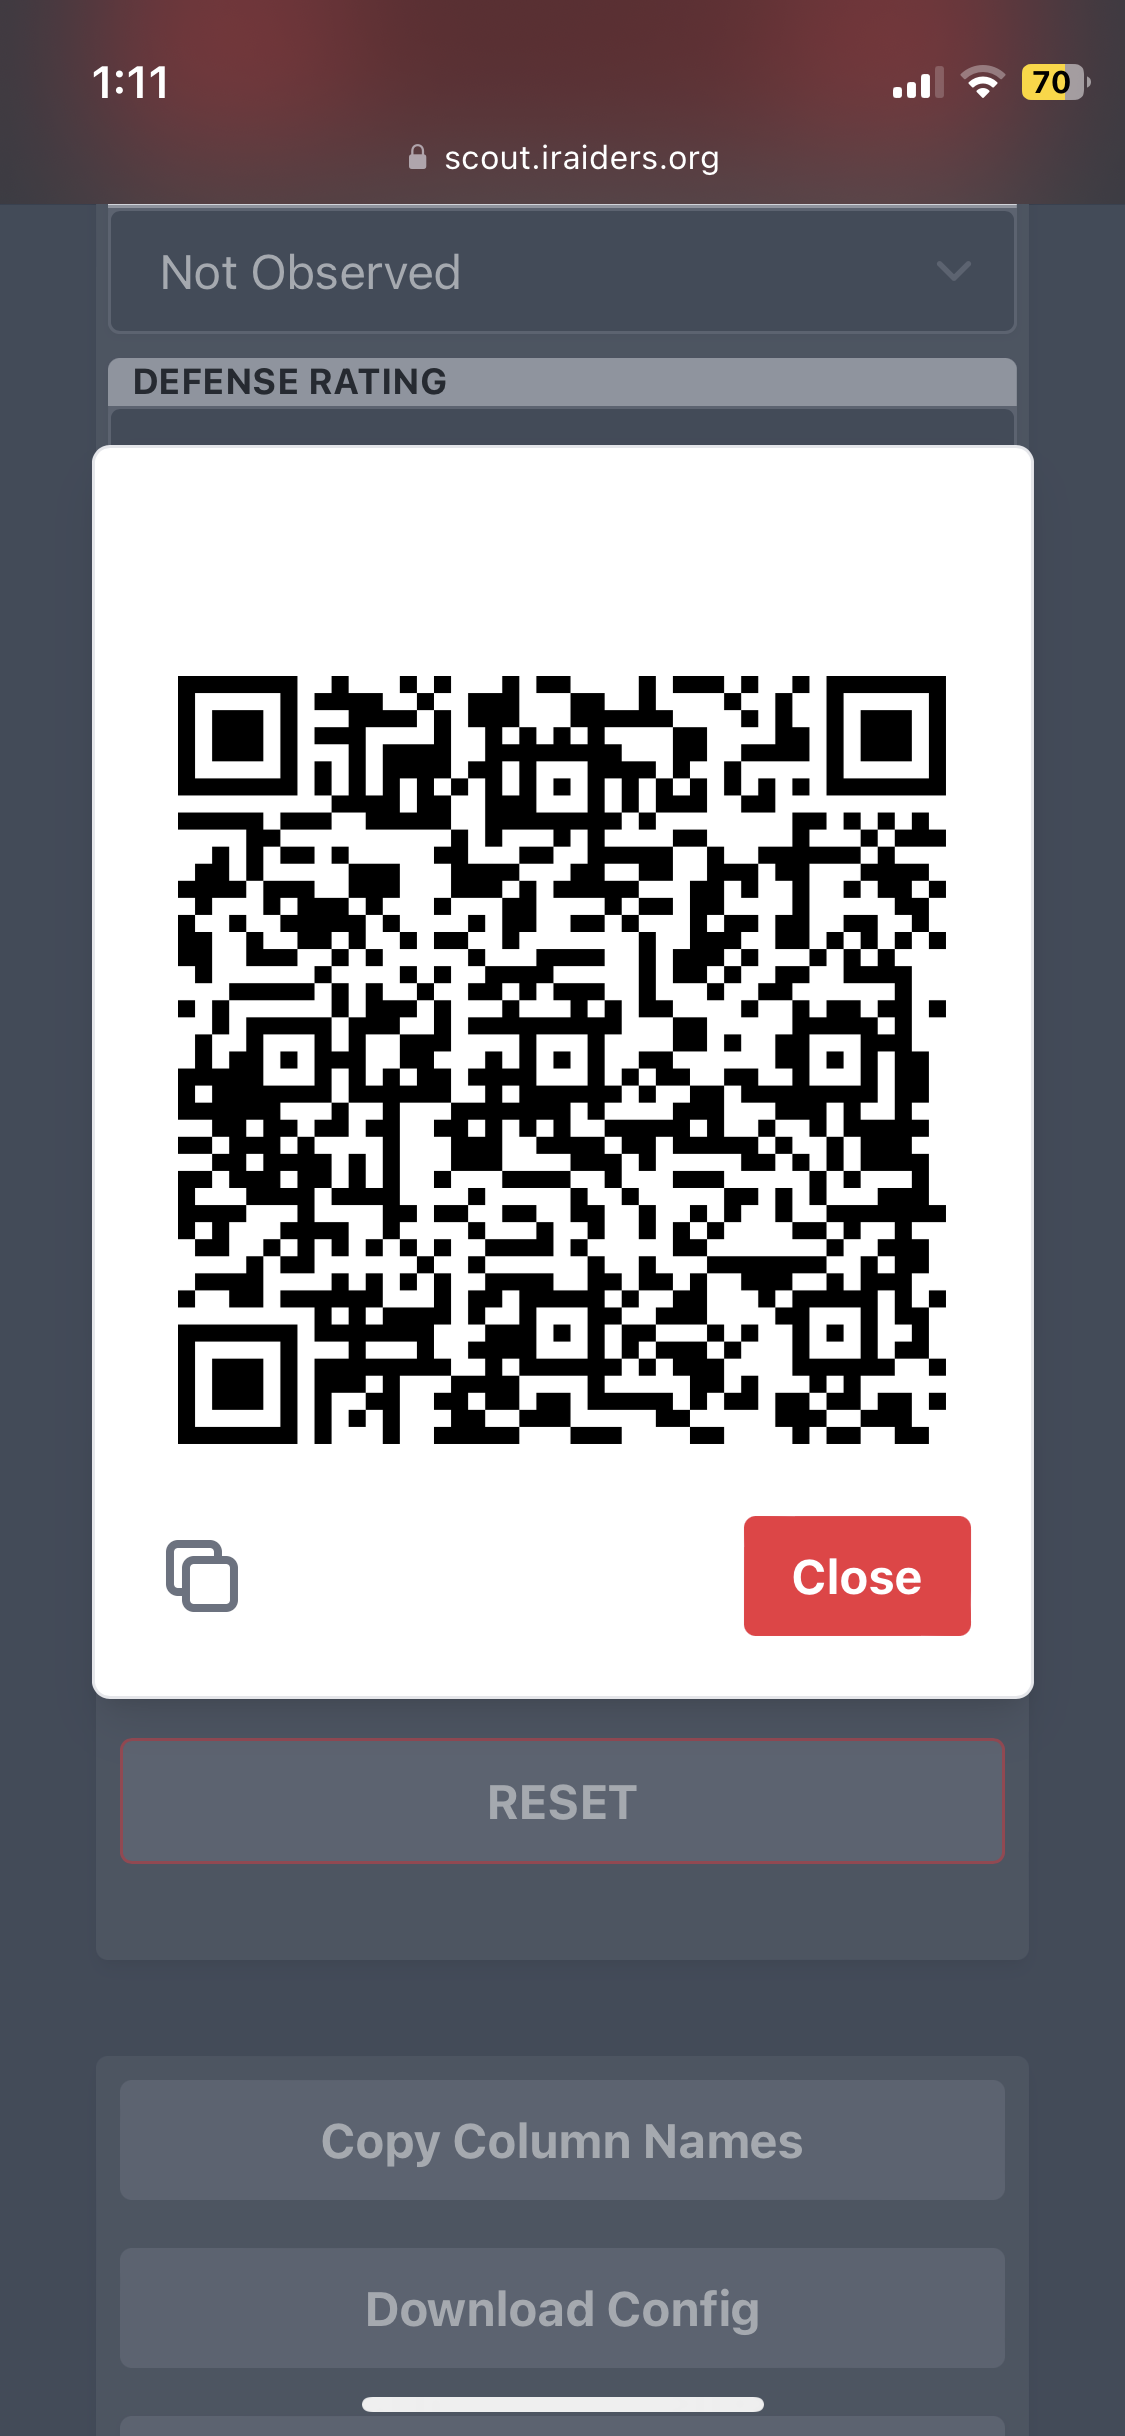 1:11
70
scout.iraiders.org
Not Observed
DEFENSE RATING
Close
RESET
Copy Column Names
Download Config